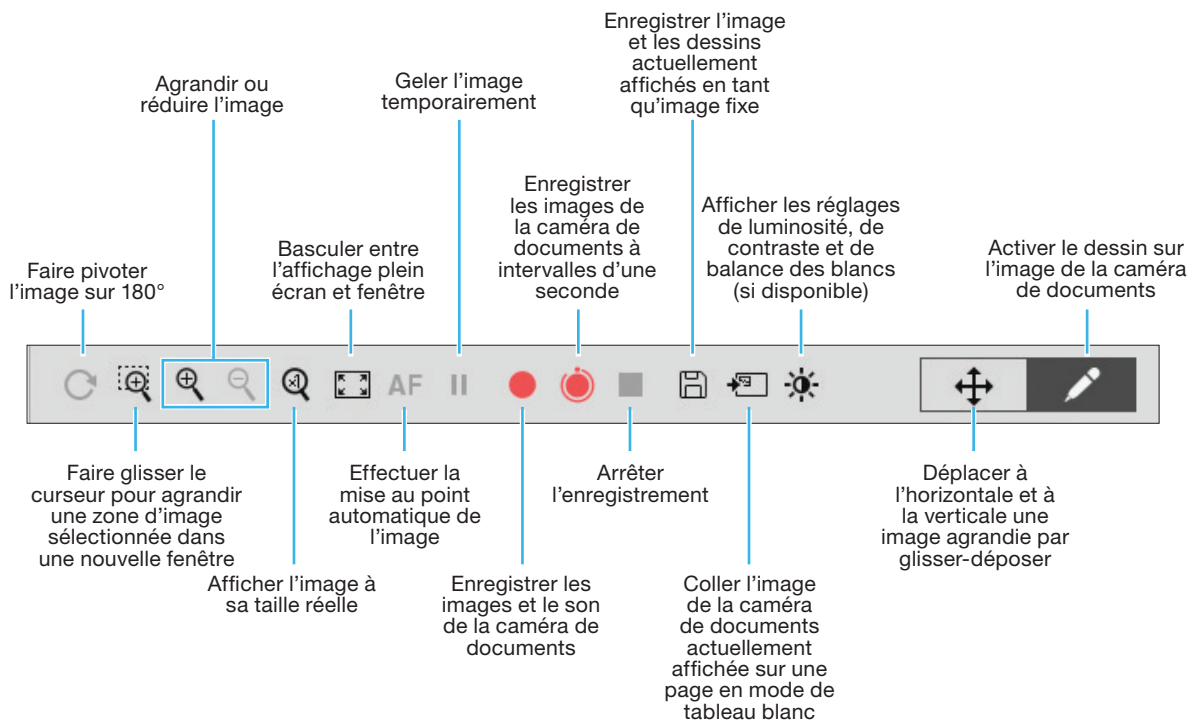 Enregistrer l'image
et les dessins
actuellement
affichés en tant
qu'image fixe
Agrandir ou
réduire l'image
Geler l'image
temporairement
Enregistrer
les images de
la caméra de
documents à
intervalles d'une
seconde
Afficher les réglages
de luminosité, de
contraste et de
balance des blancs
(si disponible)
Basculer entre
l'affichage plein
écran et fenêtre
Activer le dessin sur
l'image de la caméra
de documents
Faire pivoter
l'image sur 180°
x1
AF
Faire glisser le
curseur pour agrandir
une zone d'image
sélectionnée dans
une nouvelle fenêtre
Effectuer la
mise au point
automatique de
l'image
Arrêter
l'enregistrement
Déplacer à
l'horizontale et à
la verticale une
image agrandie par
glisser-déposer
Afficher l'image à
sa taille réelle
Enregistrer les
images et le son
de la caméra de
documents
Coller l'image
de la caméra
de documents
actuellement
affichée sur une
page en mode de
tableau blanc